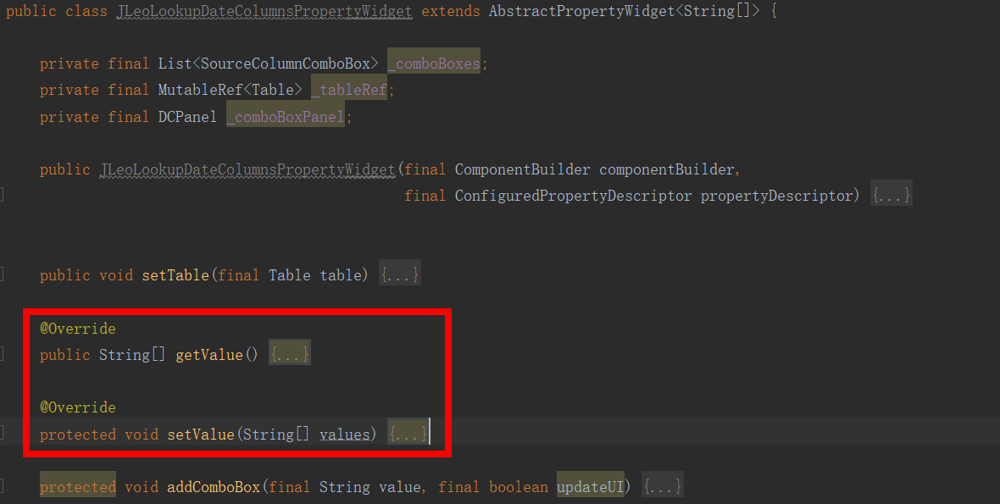 public class JLeoLookupDateColumnsPropertyWidget extends AbstractPropertyWidget<String[]> {
private final List<SourceColumnComboBox> _comboBoxes;
private final MutableRef<Table> _tableRef;
private final DCPanel _comboBoxPanel;
public JLeoLookupDateColumnsPropertyWidget(final ComponentBuilder componentBuilder,
final ConfiguredPropertyDescriptor propertyDescriptor) {...}
public void setTable(final Table table) {...}
@Override
public String[] getValue() {...}
@Override
protected void setValue(String[] values) {...}
protected void addComboBox(final String value, final boolean updateUI) {...}